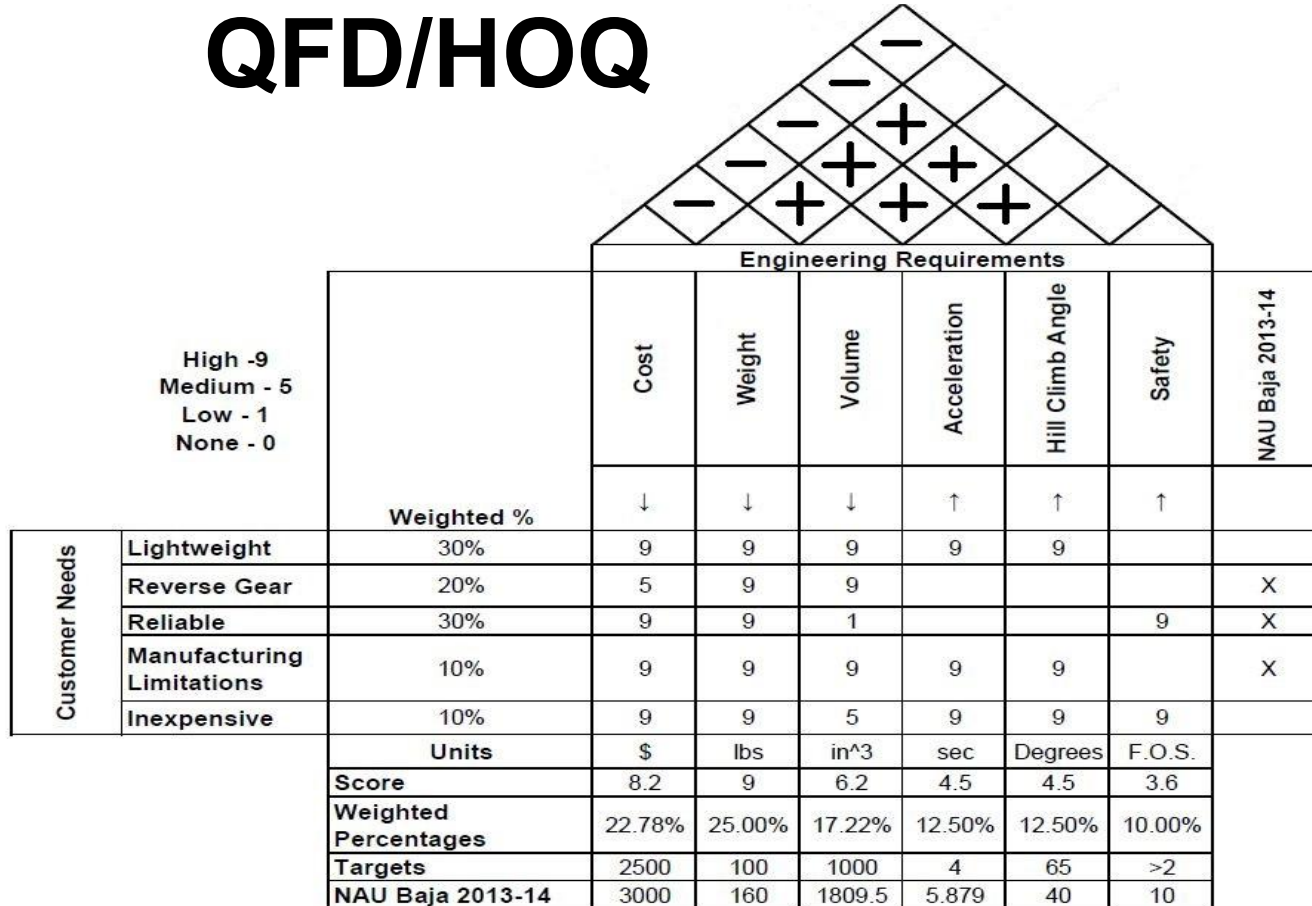 QFD/HOQ
− 
− 
− +
− + +
− + + +
Engineering Requirements
High -9
Medium - 5
Low - 1
None - 0
Weighted %
Cost Weight Volume Acceleration Hill Climb Angle Safety NAU Baja 2013-14
↓ ↓ ↓ ↑ ↑ ↑
Customer Needs
Lightweight 30% 9 9 9 9 9
Reverse Gear 20% 5 9 9 X
Reliable 30% 9 9 1 9 X
Manufacturing
Limitations 10% 9 9 9 9 9 X
Inexpensive 10% 9 9 5 9 9 9
Units $ lbs in^3 sec Degrees F.O.S.
Score 8.2 9 6.2 4.5 4.5 3.6
Weighted
Percentages 22.78% 25.00% 17.22% 12.50% 12.50% 10.00%
Targets 2500 100 1000 4 65 >2
NAU Baja 2013-14 3000 160 1809.5 5.879 40 10